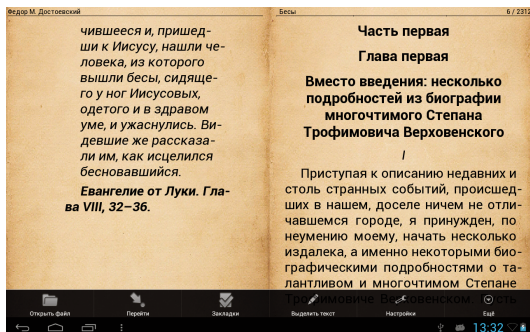 Федор М. Достоевский
чившееся и, пришед-
ши к Иисусу, нашли че-
ловека, из которого
вышли бесы, сидяще-
го у ног Иисусовых,
одетого и в здравом
уме, и ужаснулись. Ви-
девшие же рассказа-
ли им, как исцелился
бесновавшийся.
Евангелие от Луки. Гла-
ва VIII, 32–36.
Бесы
6 / 2312
Часть первая
Глава первая
Вместо введения: несколько
подробностей из биографии
многочтимого Степана
Трофимовича Верховенского
I
Приступая к описанию недавних и
столь странных событий, происшед-
ших в нашем, доселе ничем не отли-
чавшемся городе, я принужден, по
неумению моему, начать несколько
издалека, а именно некоторыми био-
графическими подробностями о та-
лантливом и многочтимом Степане
Трофимовиче Верховенском.
Открыть файл
Перейти
Закладки
Выделить текст
Настройки
Ещё
13:32